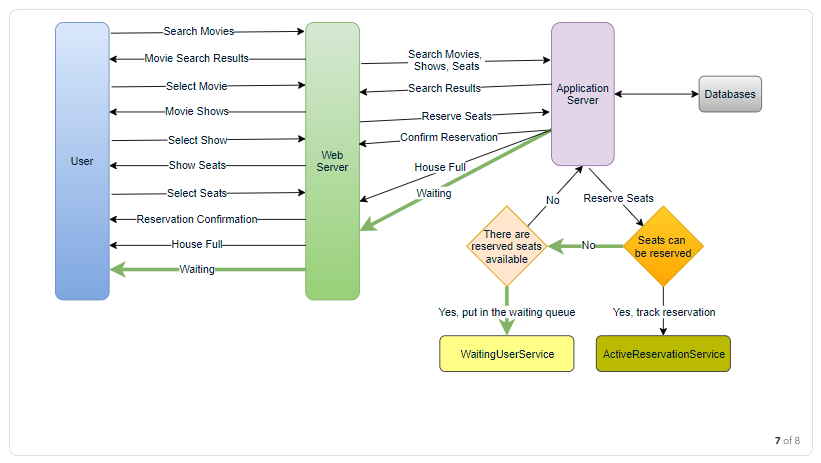 Search Movies
Movie Search Results
Select Movie
Movie Shows
Select Show
Show Seats
Select Seats
Reservation Confirmation
House Full
Waiting
User
Web
Server
Search Movies,
Shows, Seats
Search Results
Reserve Seats
Confirm Reservation
House Full
Waiting
Application
Server
Databases
No
Reserve Seats
There are
reserved seats
available
No
Seats can
be reserved
Yes, put in the waiting queue
Yes, track reservation
WaitingUserService
ActiveReservationService
7 of 8